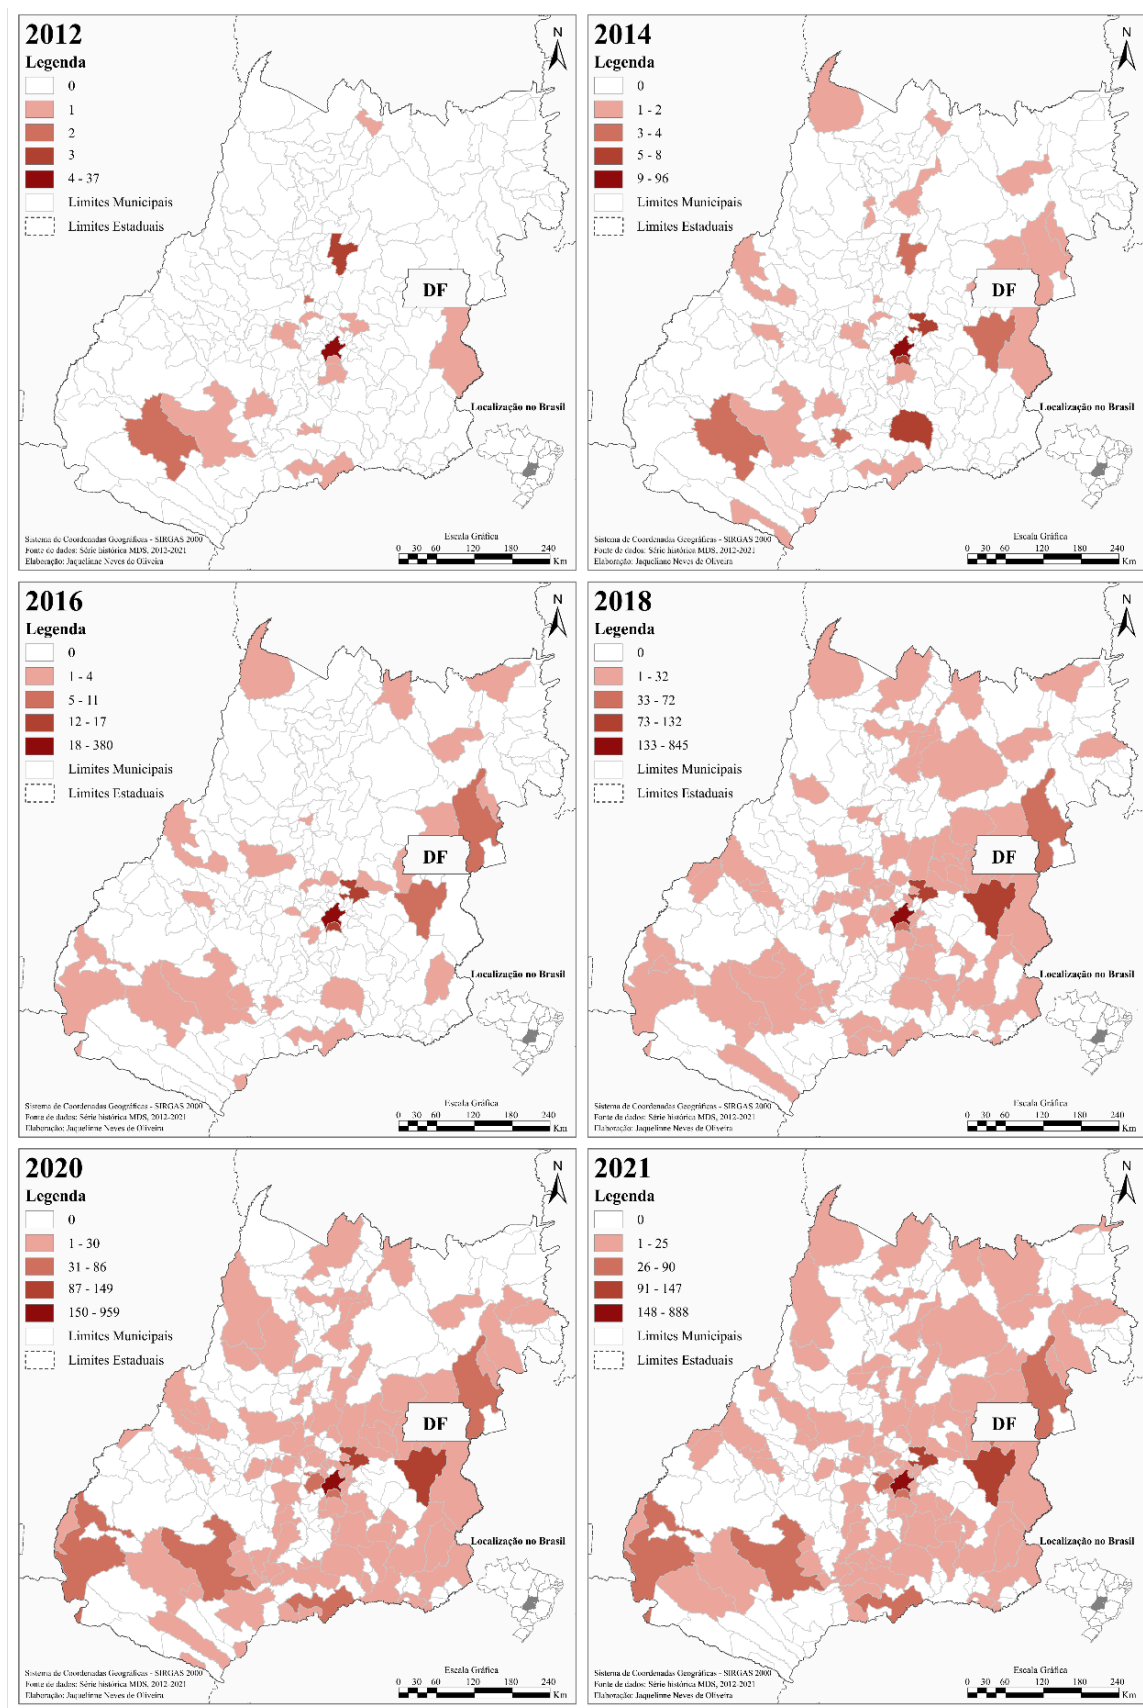 2012
N
Legenda
0
1
2
3
4 - 37
Limites Municipais
Limites Estaduais
DF
Localização no Brasil
Sistema de Coordenadas Geográficas - SIRGAS 2000
Fonte de dados: Série histórica MDS, 2012-2021
Elaboração: Jaquelinne Neves de Oliveira
Escala Gráfica
0 30 60 120 180 240
Km
2014
N
Legenda
0
1 - 2
3 - 4
5 - 8
9 - 96
Limites Municipais
Limites Estaduais
DF
Localização no Brasil
Sistema de Coordenadas Geográficas - SIRGAS 2000
Fonte de dados: Série histórica MDS, 2012-2021
Elaboração: Jaquelinne Neves de Oliveira
Escala Gráfica
0 30 60 120 180 240
Km
2016
N
Legenda
0
1 - 4
5 - 11
12 - 17
18 - 380
Limites Municipais
Limites Estaduais
DF
Localização no Brasil
Sistema de Coordenadas Geográficas - SIRGAS 2000
Fonte de dados: Série histórica MDS, 2012-2021
Elaboração: Jaquelinne Neves de Oliveira
Escala Gráfica
0 30 60 120 180 240
Km
2018
N
Legenda
0
1 - 32
33 - 72
73 - 132
133 - 845
Limites Municipais
Limites Estaduais
DF
Localização no Brasil
Sistema de Coordenadas Geográficas - SIRGAS 2000
Fonte de dados: Série histórica MDS, 2012-2021
Elaboração: Jaquelinne Neves de Oliveira
Escala Gráfica
0 30 60 120 180 240
Km
2020
N
Legenda
0
1 - 30
31 - 86
87 - 149
150 - 959
Limites Municipais
Limites Estaduais
DF
Localização no Brasil
Sistema de Coordenadas Geográficas - SIRGAS 2000
Fonte de dados: Série histórica MDS, 2012-2021
Elaboração: Jaquelinne Neves de Oliveira
Escala Gráfica
0 30 60 120 180 240
Km
2021
N
Legenda
0
1 - 25
26 - 90
91 - 147
148 - 888
Limites Municipais
Limites Estaduais
DF
Localização no Brasil
Sistema de Coordenadas Geográficas - SIRGAS 2000
Fonte de dados: Série histórica MDS, 2012-2021
Elaboração: Jaquelinne Neves de Oliveira
Escala Gráfica
0 30 60 120 180 240
Km